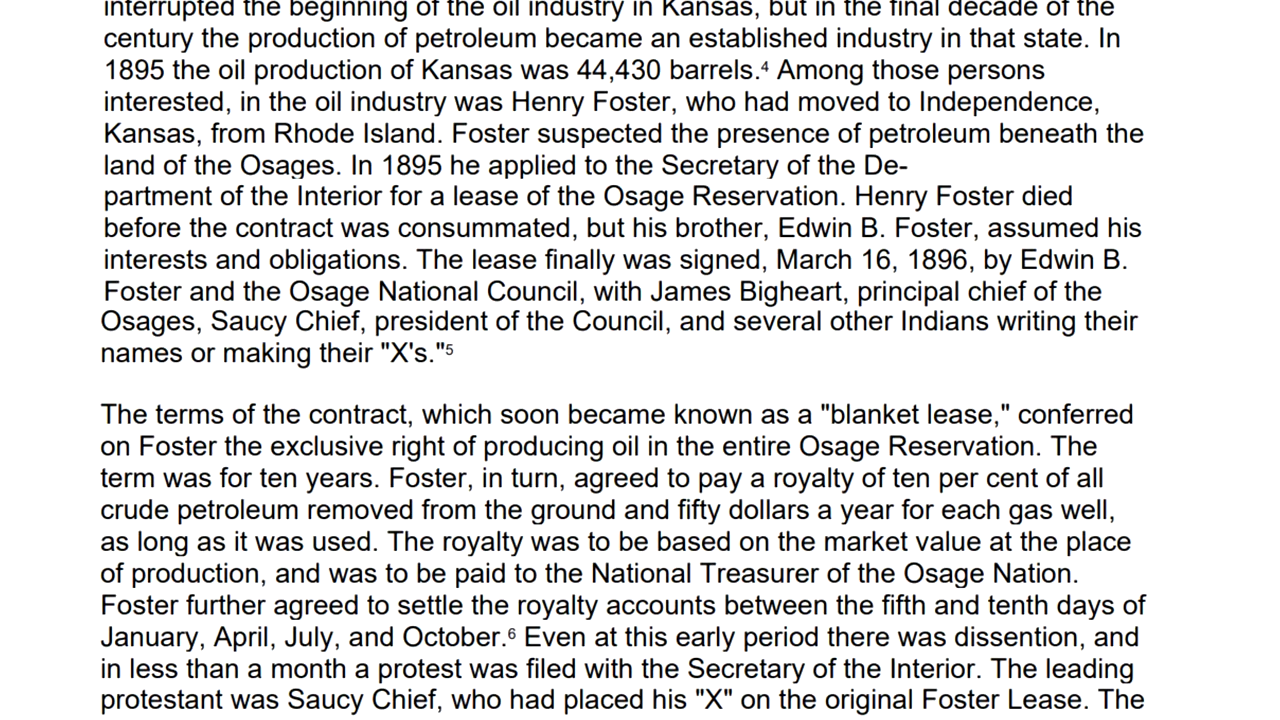 interrupted the beginning of the oil industry in Kansas, but in the final decade of the
century the production of petroleum became an established industry in that state. In
1895 the oil production of Kansas was 44,430 barrels.⁴ Among those persons
interested, in the oil industry was Henry Foster, who had moved to Independence,
Kansas, from Rhode Island. Foster suspected the presence of petroleum beneath the
land of the Osages. In 1895 he applied to the Secretary of the De-
partment of the Interior for a lease of the Osage Reservation. Henry Foster died
before the contract was consummated, but his brother, Edwin B. Foster, assumed his
interests and obligations. The lease finally was signed, March 16, 1896, by Edwin B.
Foster and the Osage National Council, with James Bigheart, principal chief of the
Osages, Saucy Chief, president of the Council, and several other Indians writing their
names or making their "X's."⁵
The terms of the contract, which soon became known as a "blanket lease," conferred
on Foster the exclusive right of producing oil in the entire Osage Reservation. The
term was for ten years. Foster, in turn, agreed to pay a royalty of ten per cent of all
crude petroleum removed from the ground and fifty dollars a year for each gas well,
as long as it was used. The royalty was to be based on the market value at the place
of production, and was to be paid to the National Treasurer of the Osage Nation.
Foster further agreed to settle the royalty accounts between the fifth and tenth days of
January, April, July, and October.⁶ Even at this early period there was dissention, and
in less than a month a protest was filed with the Secretary of the Interior. The leading
protestant was Saucy Chief, who had placed his "X" on the original Foster Lease. The